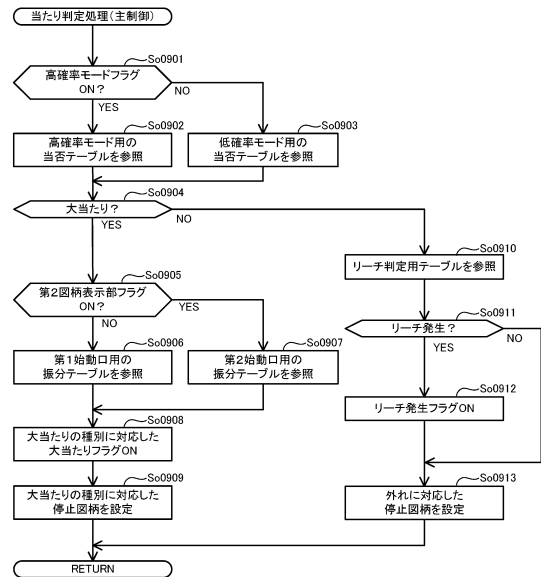 当たり判定処理(主制御)
So0901
高確率モードフラグ
ON？
NO
YES
So0902
高確率モード用の
当否テーブルを参照
So0903
低確率モード用の
当否テーブルを参照
So0904
大当たり？
NO
YES
So0905
第2図柄表示部フラグ
ON？
YES
NO
So0906
第1始動口用の
振分テーブルを参照
So0907
第2始動口用の
振分テーブルを参照
So0908
大当たりの種別に対応した
大当たりフラグON
So0909
大当たりの種別に対応した
停止図柄を設定
So0910
リーチ判定用テーブルを参照
So0911
リーチ発生？
NO
YES
So0912
リーチ発生フラグON
So0913
外れに対応した
停止図柄を設定
RETURN